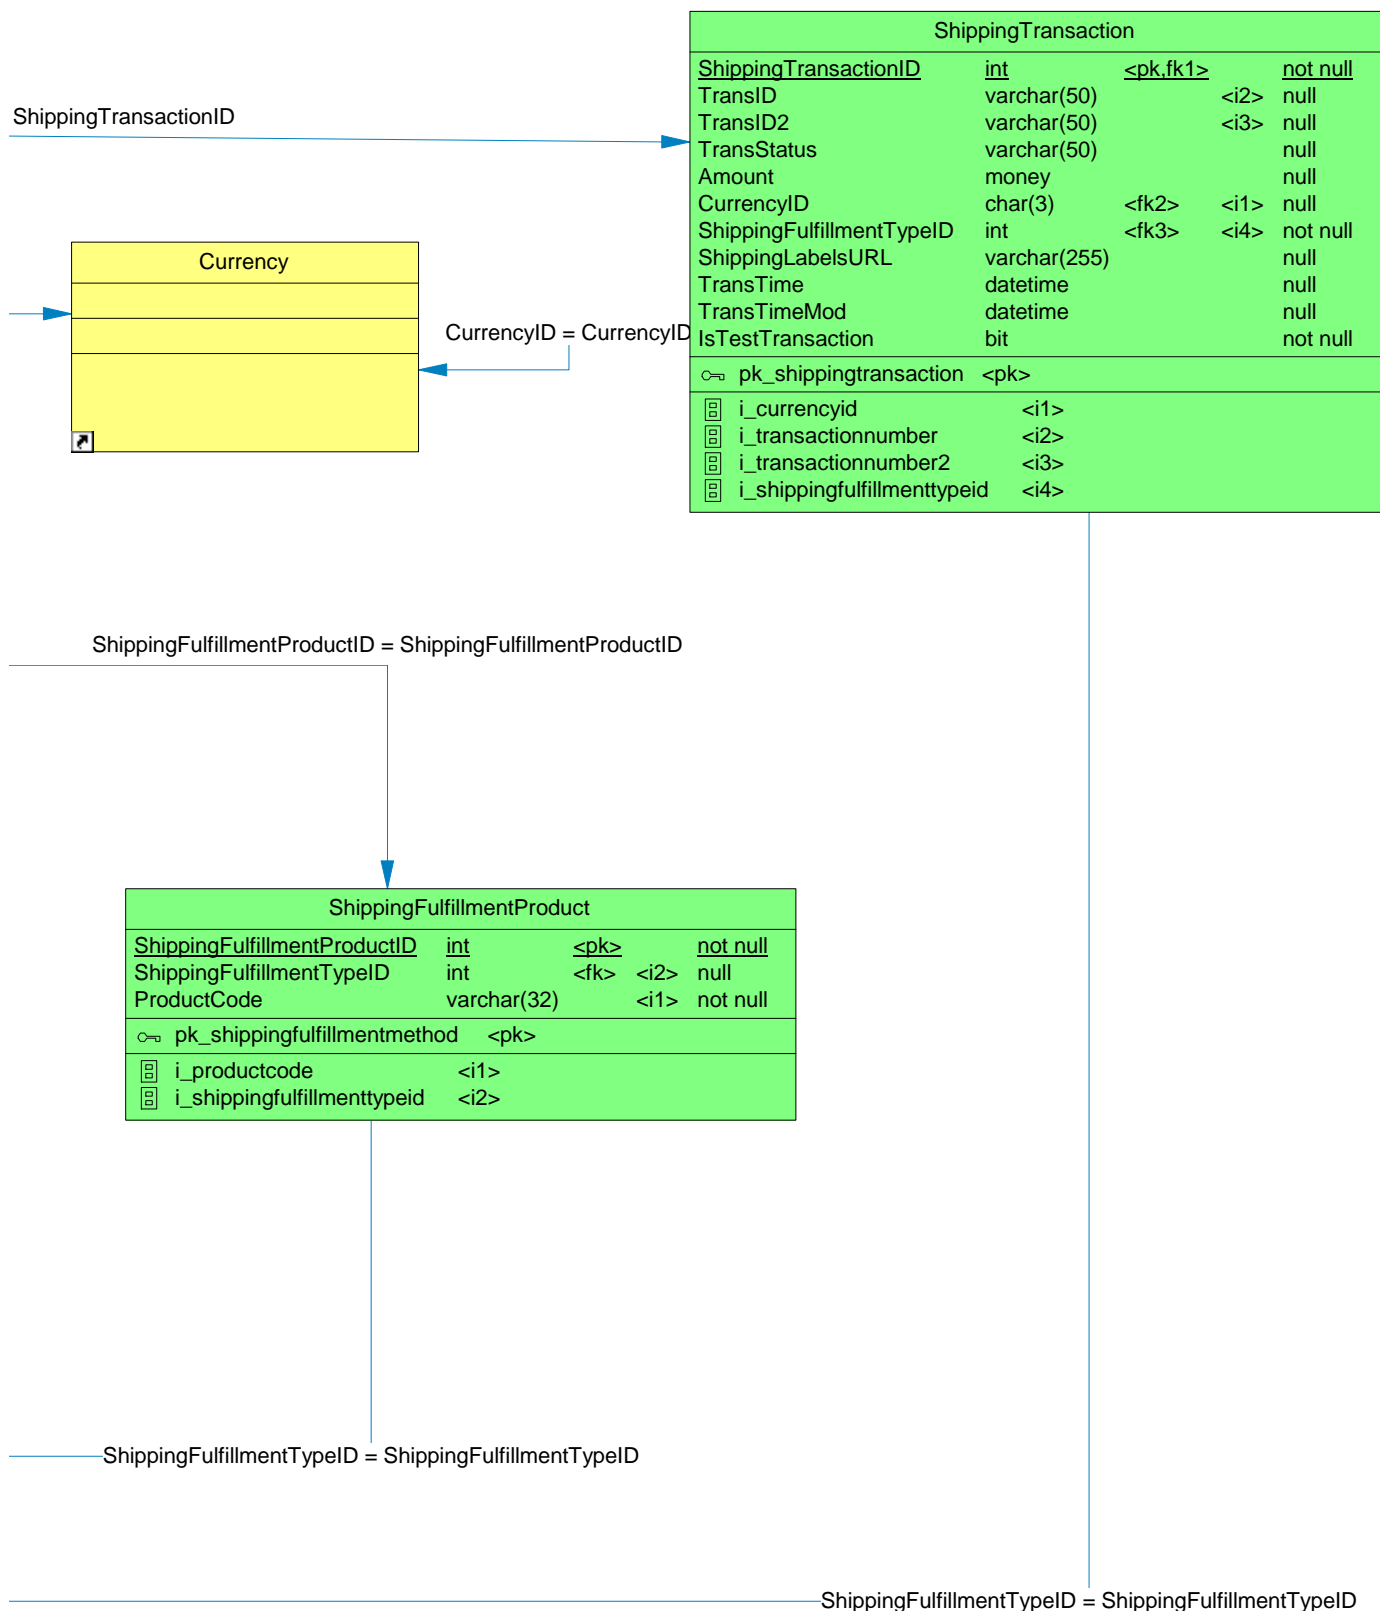 ShippingTransaction
ShippingTransactionID int <pk,fk1> not null
TransID varchar(50) <i2> null
TransID2 varchar(50) <i3> null
TransStatus varchar(50) null
Amount money null
CurrencyID char(3) <fk2> <i1> null
ShippingFulfillmentTypeID int <fk3> <i4> not null
ShippingLabelsURL varchar(255) null
TransTime datetime null
TransTimeMod datetime null
IsTestTransaction bit not null
pk_shippingtransaction <pk>
i_currencyid <i1>
i_transactionnumber <i2>
i_transactionnumber2 <i3>
i_shippingfulfillmenttypeid <i4>
ShippingTransactionID
Currency
CurrencyID = CurrencyID
ShippingFulfillmentProductID = ShippingFulfillmentProductID
ShippingFulfillmentProduct
ShippingFulfillmentProductID int <pk> not null
ShippingFulfillmentTypeID int <fk> <i2> null
ProductCode varchar(32) <i1> not null
pk_shippingfulfillmentmethod <pk>
i_productcode <i1>
i_shippingfulfillmenttypeid <i2>
ShippingFulfillmentTypeID = ShippingFulfillmentTypeID
ShippingFulfillmentTypeID = ShippingFulfillmentTypeID